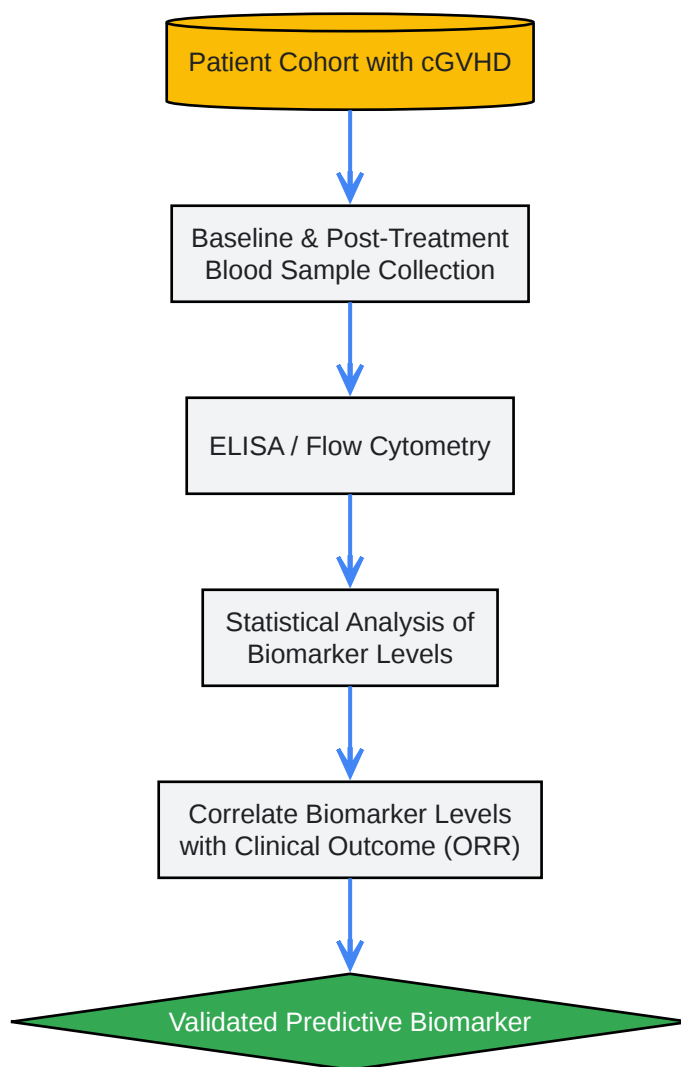 Patient Cohort with cGVHD
Baseline & Post-Treatment
Blood Sample Collection
ELISA / Flow Cytometry
Statistical Analysis of
Biomarker Levels
Correlate Biomarker Levels
with Clinical Outcome (ORR)
Validated Predictive Biomarker